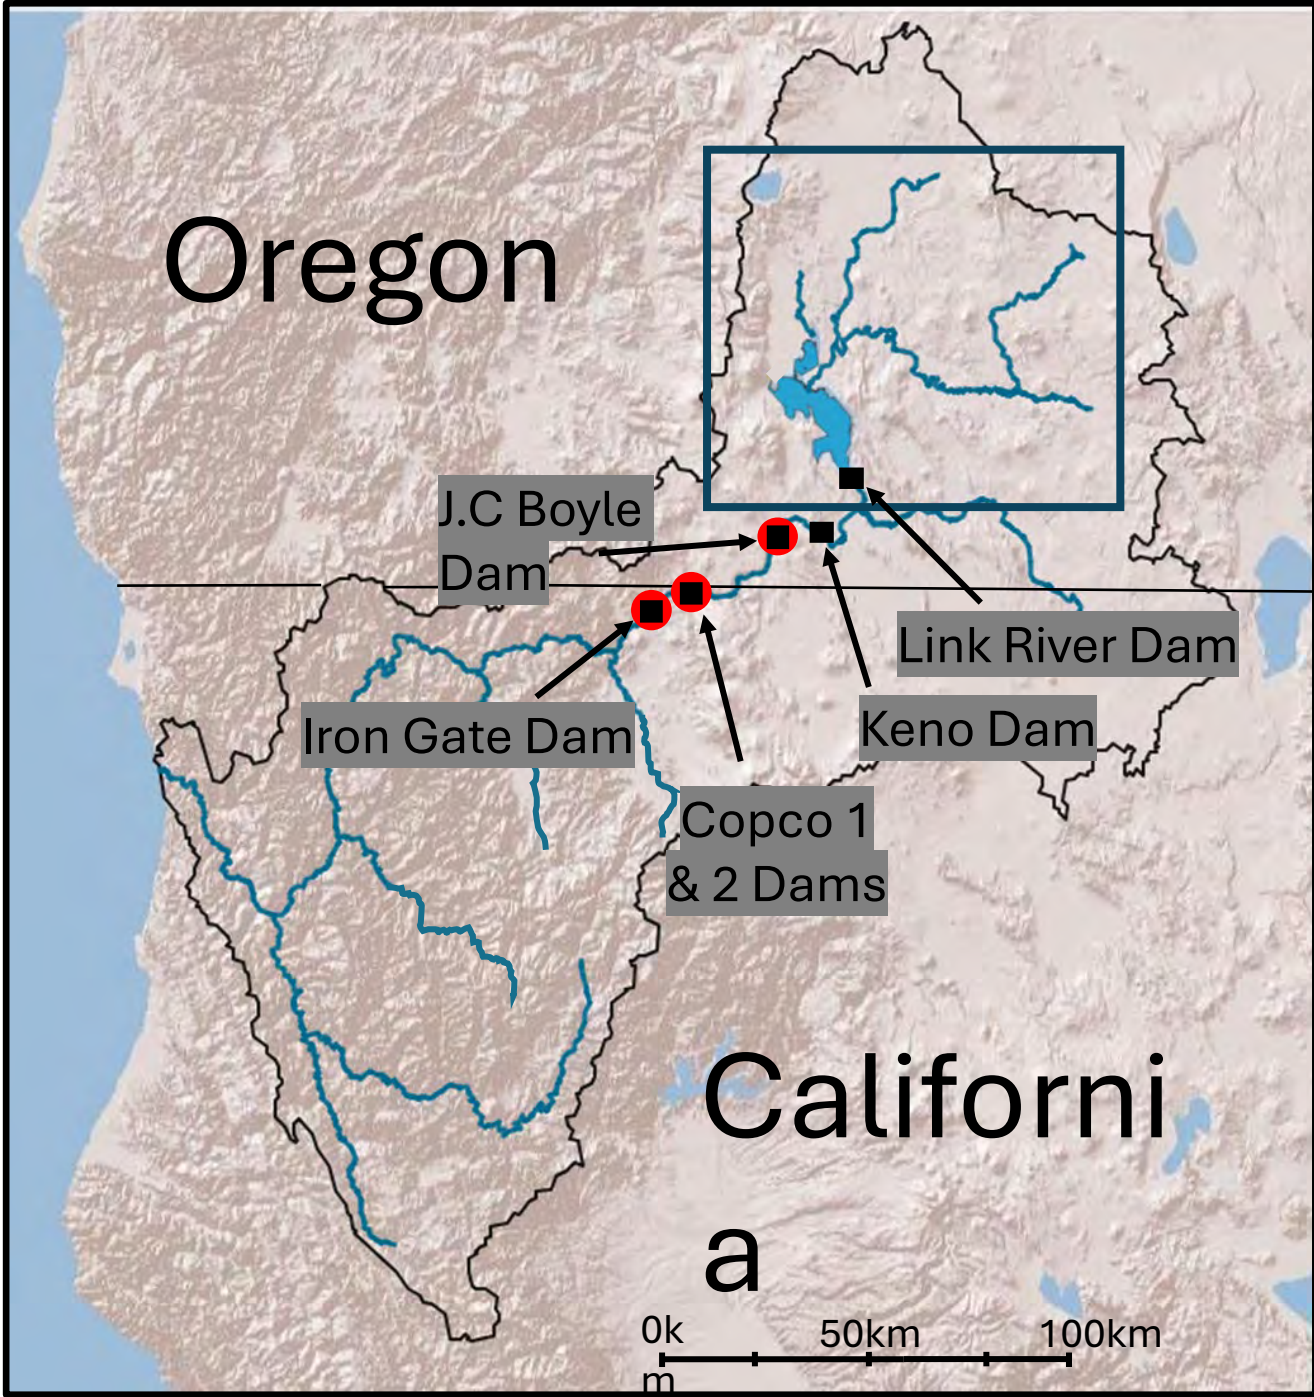 Oregon
J.C Boyle
Dam
Link River Dam
Iron Gate Dam
Keno Dam
Copco 1
& 2 Dams
Californi
a
0k
m
50km
100km